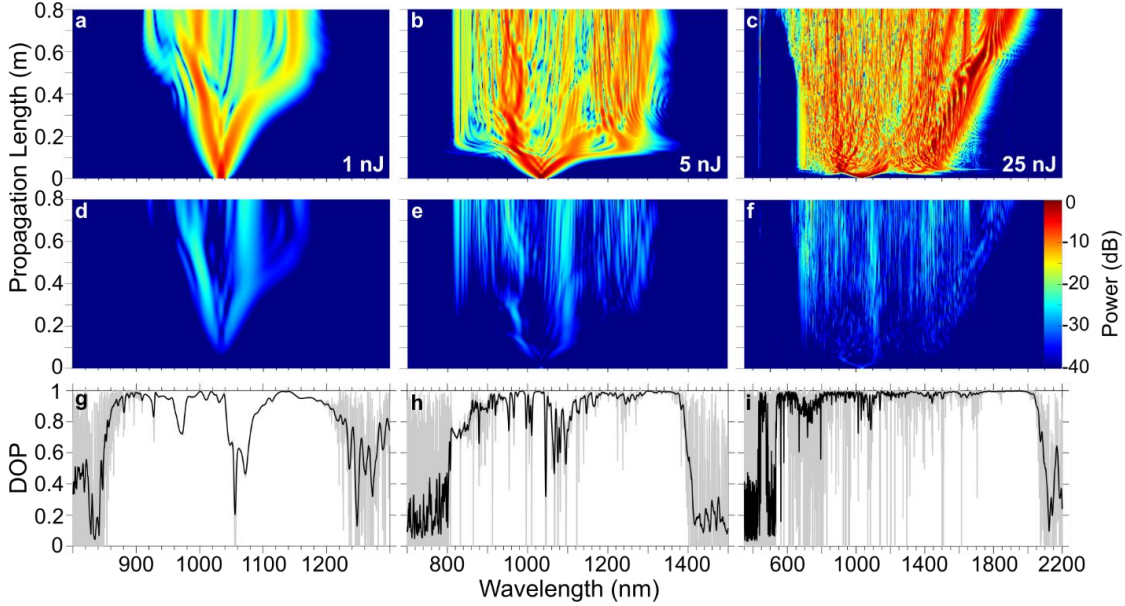 0.8 a b c
0.6
0.4
0.2
0 1 nJ 5 nJ 25 nJ
Propagation Length (m)
0.8 d e f
0.6
0.4
0.2
0
0
-10
-20
-30
-40
Power (dB)
1 g h i
0.8
0.6
0.4
0.2
0
DOP
900 1000 1100 1200 800 1000 1200 1400 600 1000 1400 1800 2200
Wavelength (nm)